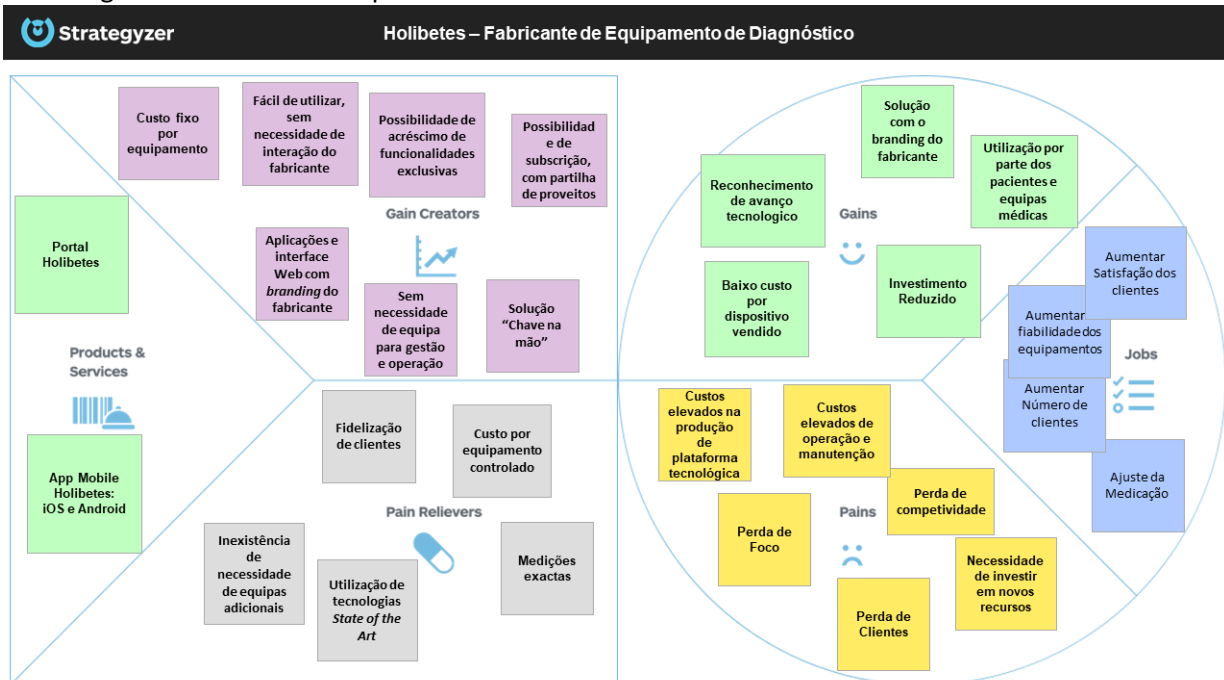 Strategyzer
Holibetes – Fabricante de Equipamento de Diagnóstico
Custo fixo
por
equipamento
Fácil de utilizar,
sem
necessidade de
interação do
fabricante
Possibilidade de
acréscimo de
funcionalidades
exclusivas
Possibilidad
e de
subscrição,
com partilha
de proveitos
Portal
Holibetes
Gain Creators
Aplicações e
interface
Web com
branding do
fabricante
Sem
necessidade
de equipa
para gestão
e operação
Solução
“Chave na
mão”
Products &
Services
App Mobile
Holibetes:
iOS e Android
Fidelização
de clientes
Custo por
equipamento
controlado
Pain Relievers
Inexistência
de
necessidade
de equipas
adicionais
Utilização de
tecnologias
State of the
Art
Medições
exactas
Solução
com o
branding do
fabricante
Utilização por
parte dos
pacientes e
equipas
médicas
Reconhecimento
de avanço
tecnologico
Gains
Baixo custo
por
dispositivo
vendido
Investimento
Reduzido
Aumentar
Satisfação dos
clientes
Aumentar
fiabilidade dos
equipamentos
Jobs
Aumentar
Número de
clientes
Ajuste da
Medicação
Custos
elevados na
produção
de
plataforma
tecnológica
Custos
elevados de
operação e
manutenção
Perda de
competividade
Pains
Perda de
Foco
Necessidade
de investir
em novos
recursos
Perda de
Clientes